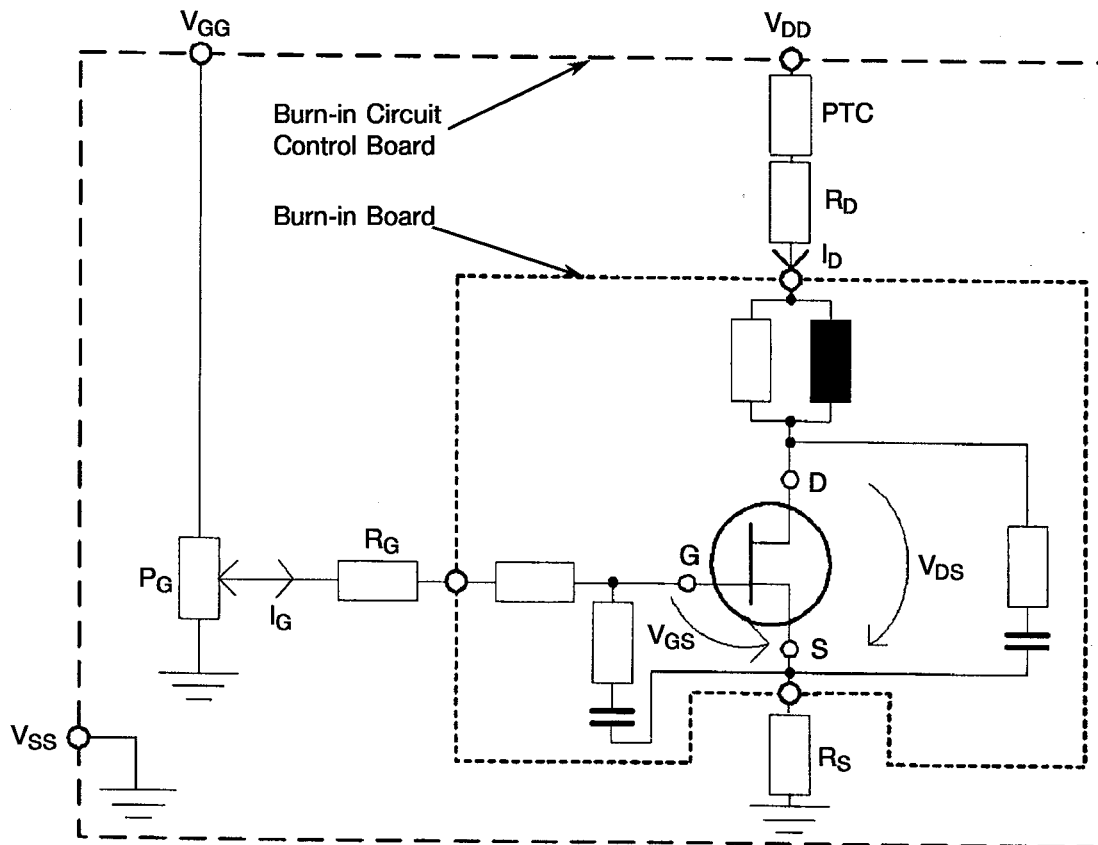 VGG
VDD
Burn-in Circuit
Control Board
PTC
RD
Burn-in Board
ID
D
RG
G
PG
VDS
IG
VGS
S
VSS
RS